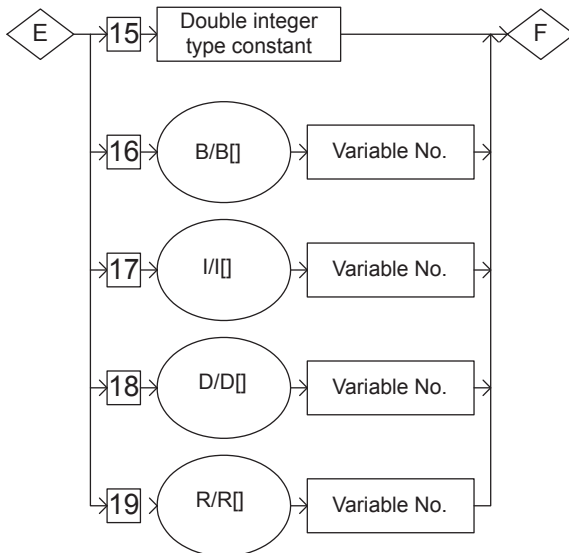 E
15
Double integer
type constant
F
16
B/B[]
Variable No.
17
I/I[]
Variable No.
18
D/D[]
Variable No.
19
R/R[]
Variable No.